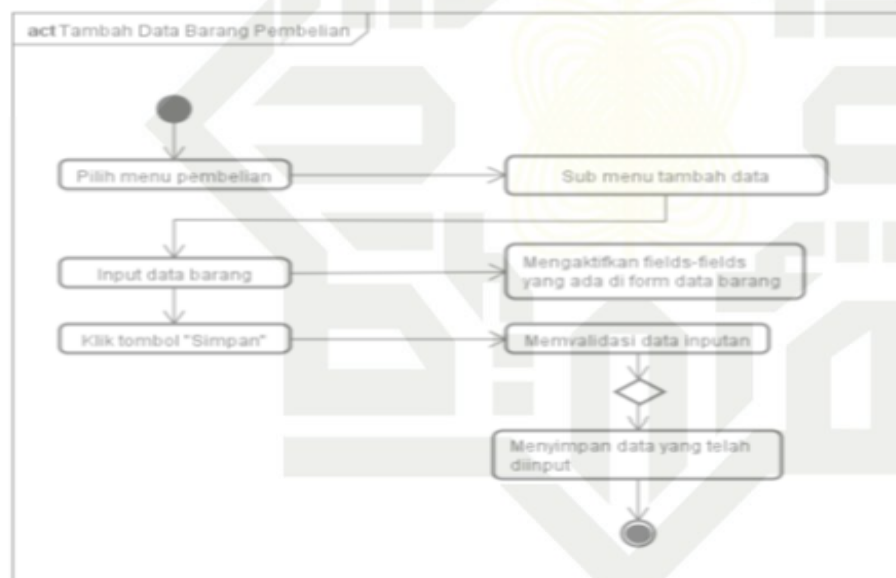 act Tambah Data Barang Pembelian
Pilih menu pembelian
Sub menu tambah data
Input data barang
Mengaktifkan fields-fields
yang ada di form data barang
Klik tombol "Simpan"
Memvalidasi data inputan
Menyimpan data yang telah
diinput